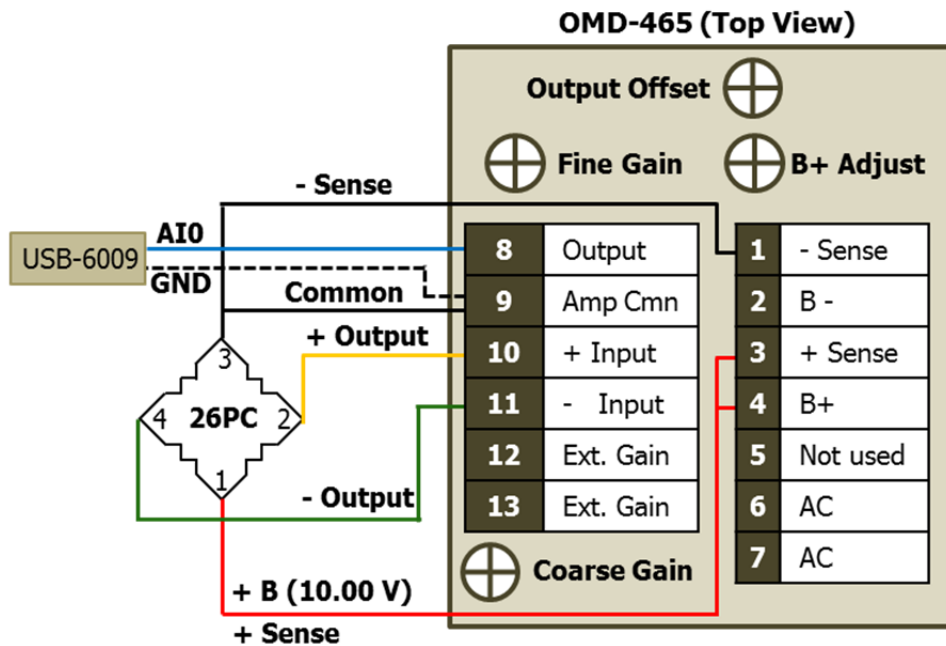 OMD-465 (Top View)
Output Offset
Fine Gain
B+ Adjust
- Sense
AI0
USB-6009
GND
Common
+ Output
8 Output
9 Amp Cmn
10 + Input
11 - Input
12 Ext. Gain
13 Ext. Gain
1 - Sense
2 B -
3 + Sense
4 B+
5 Not used
6 AC
7 AC
3
4 26PC 2
1
- Output
Coarse Gain
+ B (10.00 V)
+ Sense